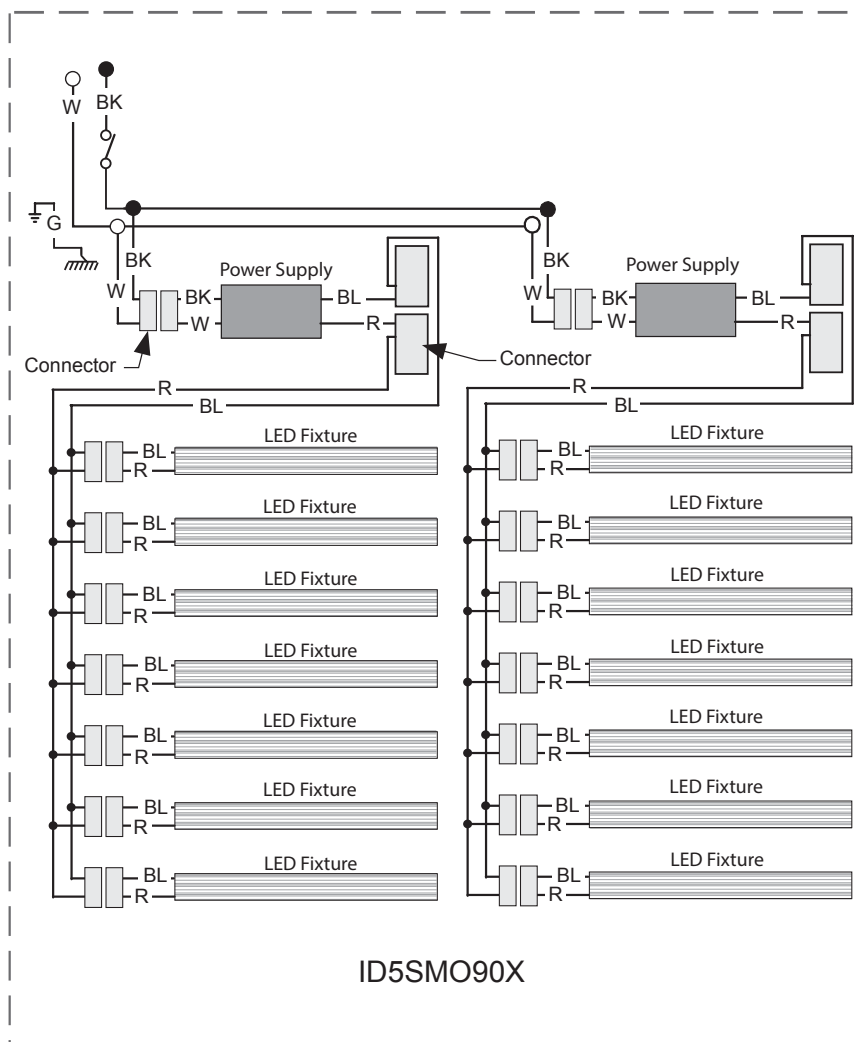 W BK
G
BK BK
Power Supply Power Supply
W BK BL W BK BL
W R W R
Connector Connector
R R
BL BL
LED Fixture LED Fixture
BL BL
R R
LED Fixture LED Fixture
BL BL
R R
LED Fixture LED Fixture
BL BL
R R
LED Fixture LED Fixture
BL BL
R R
LED Fixture LED Fixture
BL BL
R R
LED Fixture LED Fixture
BL BL
R R
LED Fixture LED Fixture
BL BL
R R
ID5SMO90X